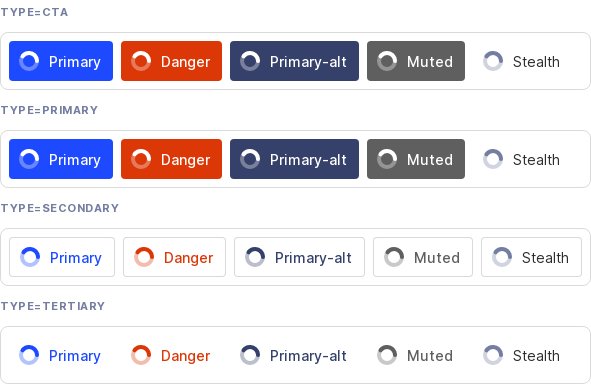 TYPE=CTA
Primary Danger Primary-alt Muted Stealth
TYPE=PRIMARY
Primary Danger Primary-alt Muted Stealth
TYPE=SECONDARY
Primary Danger Primary-alt Muted Stealth
TYPE=TERTIARY
Primary Danger Primary-alt Muted Stealth